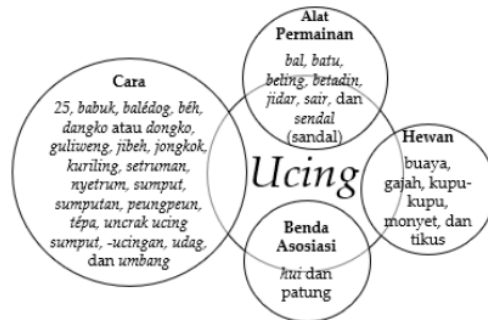 Alat
Permainan
bal, batu,
beling, betadin,
jidar, sair, dan
sendal
(sandal)
Cara
25, babuk, balédog, béh,
dangko atau dongko,
guliweng, jibeh, jongkok,
kuriling, setruman,
nyetrum, sumput,
sumputan, peungpeun,
tépa, uncrak ucing
sumput, -ucingan, udag,
dan umbang
Ucing
Hewan
buaya,
gajah, kupu-
kupu,
monyet, dan
tikus
Benda
Asosiasi
hui dan
patung